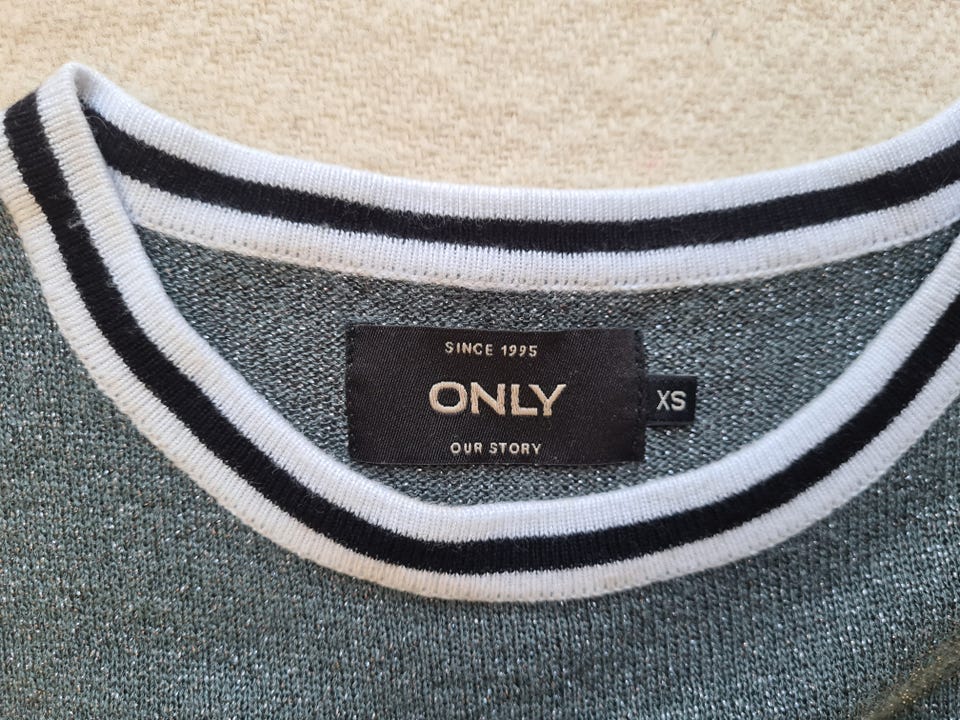 SINCE 1995
ONLY
XS
OUR STORY